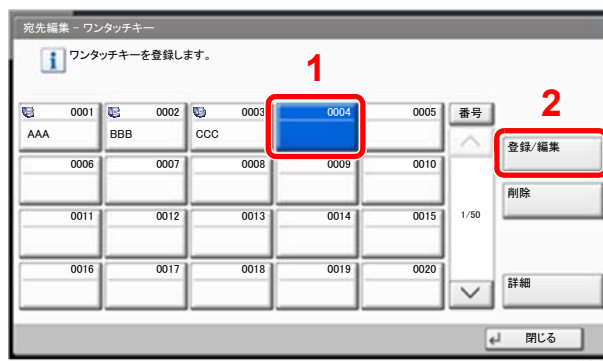 宛先編集 - ワンタッチキー
ワンタッチキーを登録します。
1
0001 0002 0003 0004 0005 番号 2
AAA BBB CCC
登録/編集
0006 0007 0008 0009 0010
削除
0011 0012 0013 0014 0015 1/50
0016 0017 0018 0019 0020
詳細
閉じる